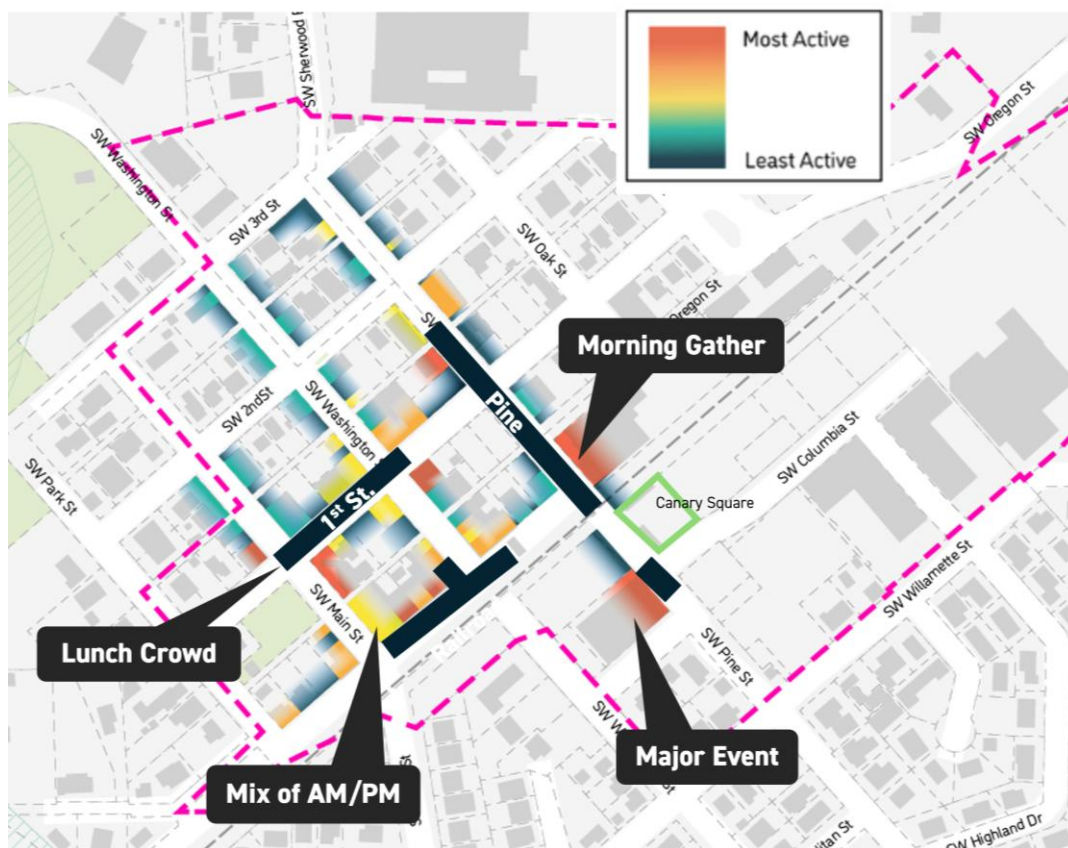 Most Active
Least Active
SW Sherwood
SW Oregon St
SW Washington St
SW 3rd St
SW Oak St
Oregon St
Morning Gather
Pine
SW 2ndSt
SW Washington
SW Columbia St
SW Park St
1st St.
Canary Square
SW Willamette St
SW Main St
Lunch Crowd
SW Pine St
Major Event
Mix of AM/PM
SW Highland Dr